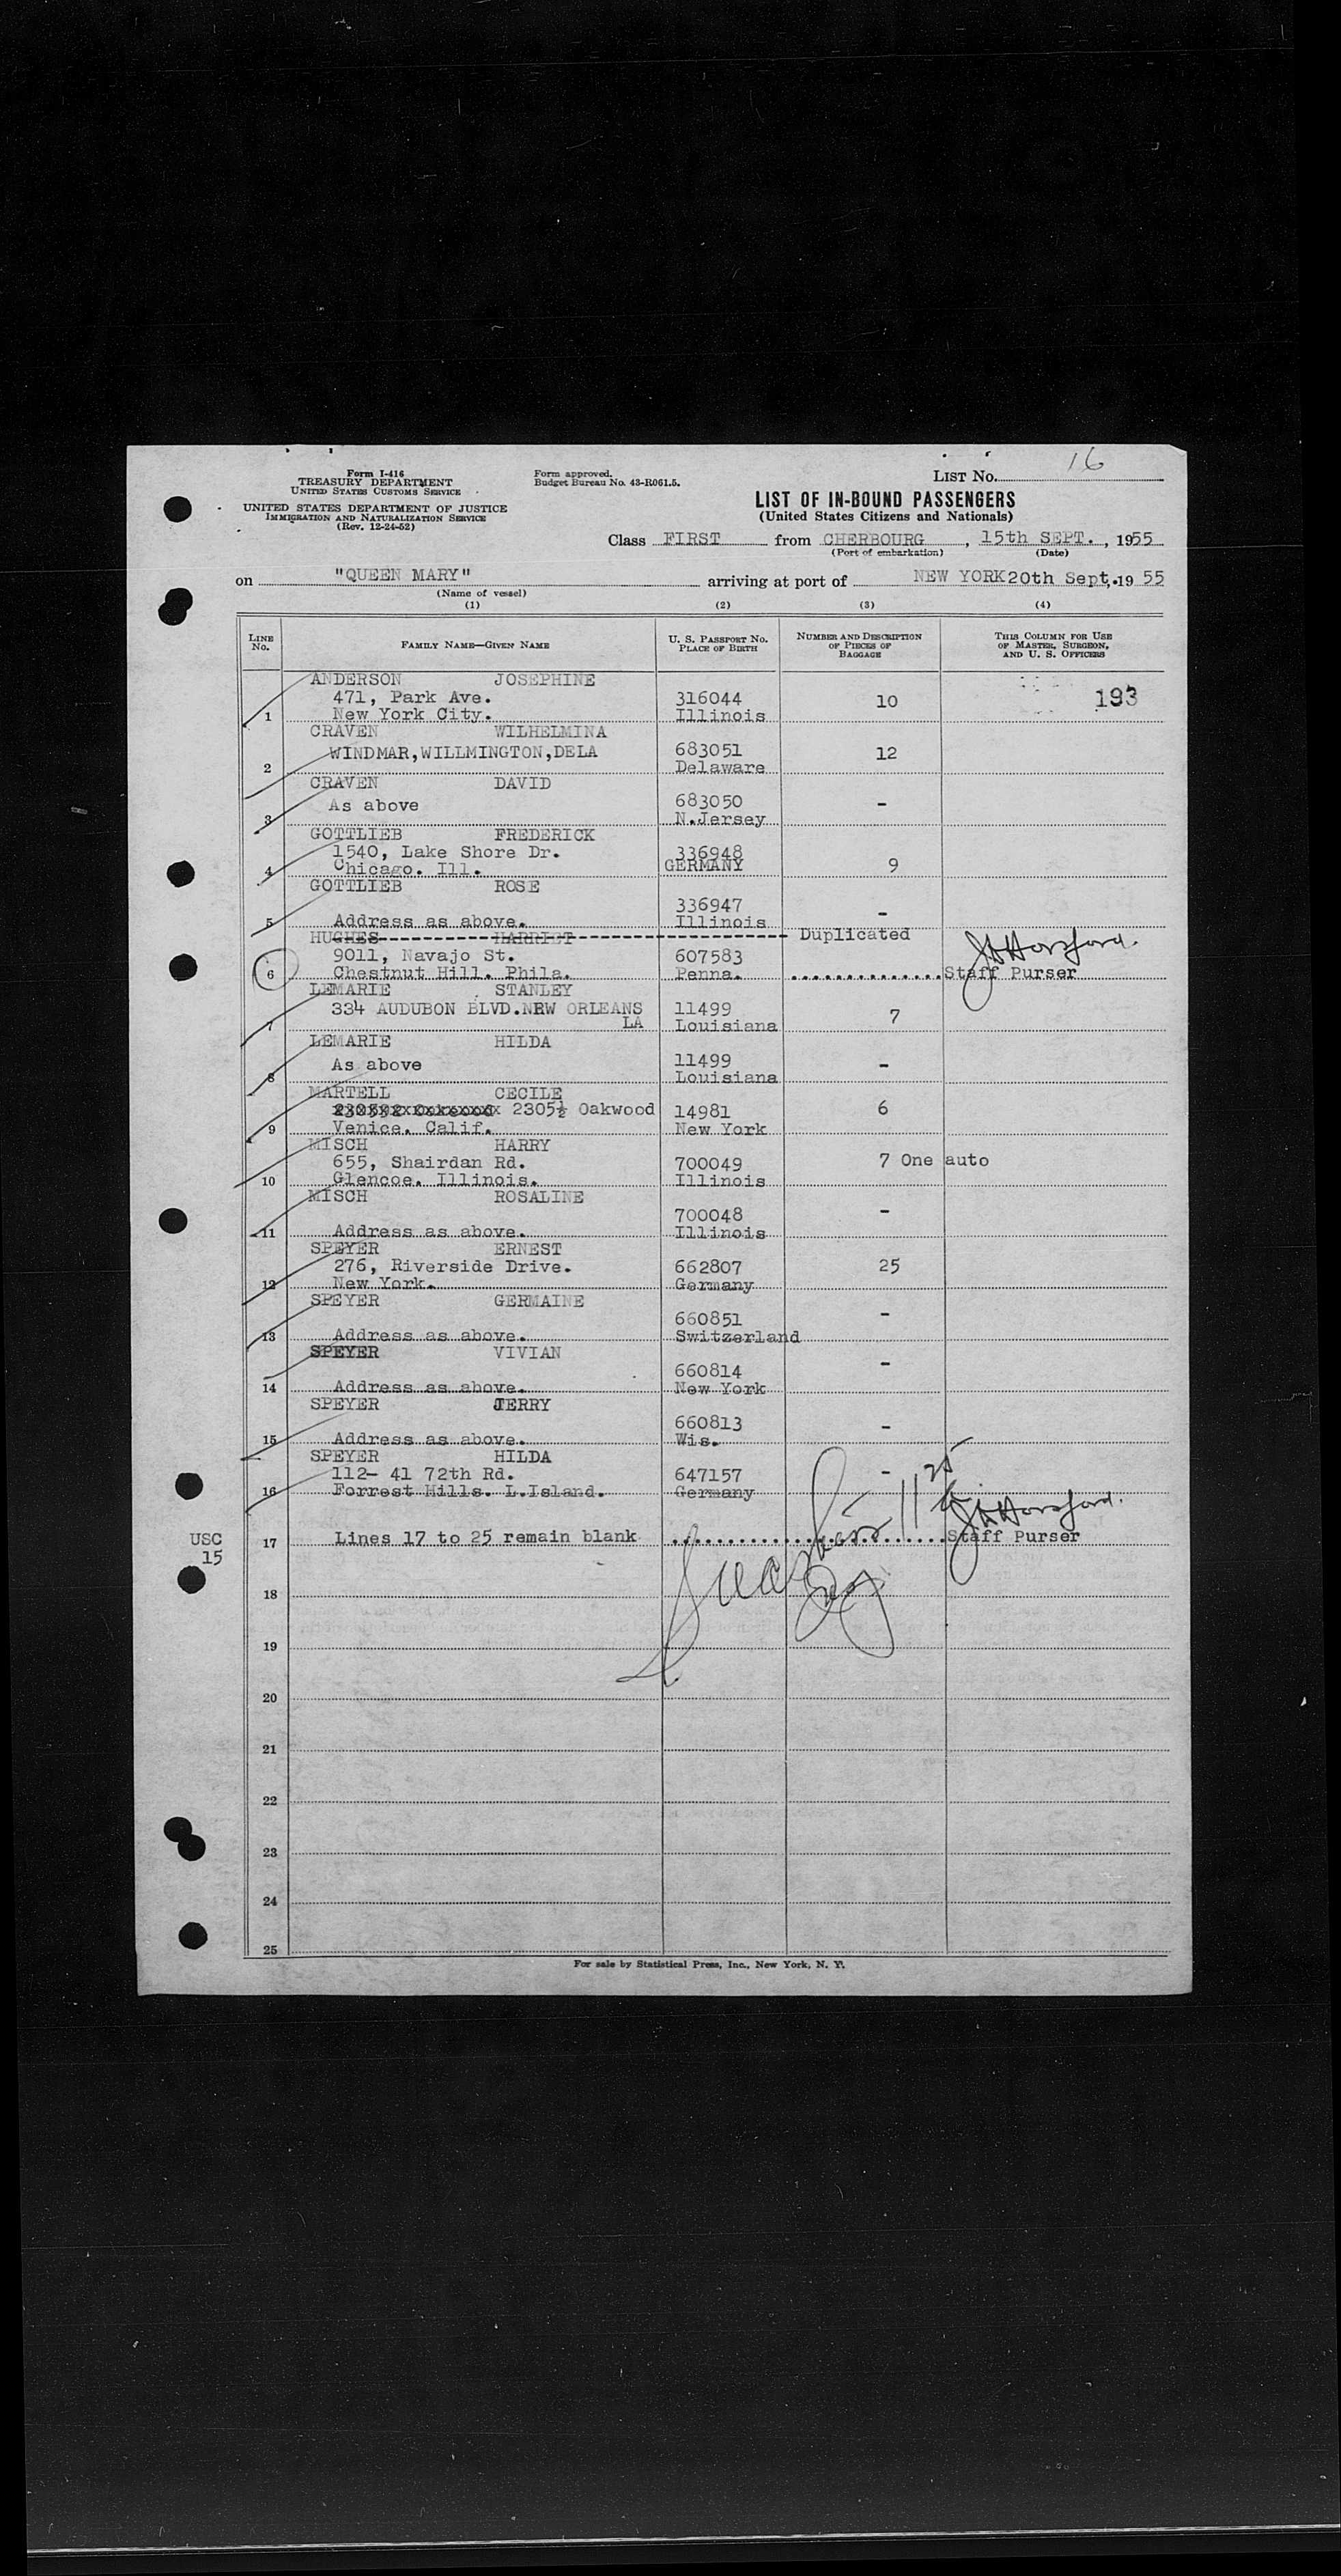 16
Form I-416
TREASURY DEPARTMENT
UNITED STATES CUSTOMS SERVICE
UNITED STATES DEPARTMENT OF JUSTICE
IMMIGRATION AND NATURALIZATION SERVICE
(Rev. 12-24-52)
Form approved.
Budget Bureau No. 43-R061.5.
LIST No.
LIST OF IN-BOUND PASSENGERS
(United States Citizens and Nationals)
Class FIRST from CHERBOURG, 15th SEPT., 1955
(Port of embarkation) (Date)
on "QUEEN MARY" arriving at port of NEW YORK 20th Sept, 1955
(Name of vessel)
(1) (2) (3) (4)
LINE No. FAMILY NAME—GIVEN NAME U. S. PASSPORT No. PLACE OF BIRTH NUMBER AND DESCRIPTION OF PIECES OF BAGGAGE THIS COLUMN FOR USE OF MASTER, SURGEON, AND U. S. OFFICERS
ANDERSON JOSEPHINE
471, Park Ave. 316044 10 193
1 New York City. Illinois
CRAVEN WILHELMINA
WINDMAR,WILLMINGTON,DELA 683051 12
2 Delaware
CRAVEN DAVID
As above 683050 -
3 N.Jersey
GOTTLIEB FREDERICK
1540, Lake Shore Dr. 336948
4 Chicago. Ill. GERMANY 9
GOTTLIEB ROSE
336947 -
5 Address as above. Illinois
HUGHES HARRIET Duplicated
9011, Navajo St. 607583
6 Chestnut Hill. Phila. Penna. Staff Purser
LEMARIE STANLEY
334 AUDUBON BLVD.NEW ORLEANS 11499 7
7 LA Louisiana
LEMARIE HILDA
As above 11499 -
8 Louisiana
MARTELL CECILE
2305½ Oakwood 14981 6
9 Venice. Calif. New York
MISCH HARRY
655, Shairdan Rd. 700049 7 One auto
10 Glencoe. Illinois. Illinois
MISCH ROSALINE
700048 -
11 Address as above. Illinois
SPEYER ERNEST
276, Riverside Drive. 662807 25
12 New York. Germany
SPEYER GERMAINE
660851 -
13 Address as above. Switzerland
SPEYER VIVIAN
660814 -
14 Address as above. New York
SPEYER JERRY
660813 -
15 Address as above. Wis.
SPEYER HILDA
112- 41 72th Rd. 647157 -
16 Forrest Hills. L.Island. Germany
USC
15
17 Lines 17 to 25 remain blank Staff Purser
18
19
20
21
22
23
24
25
For sale by Statistical Press, Inc., New York, N. Y.